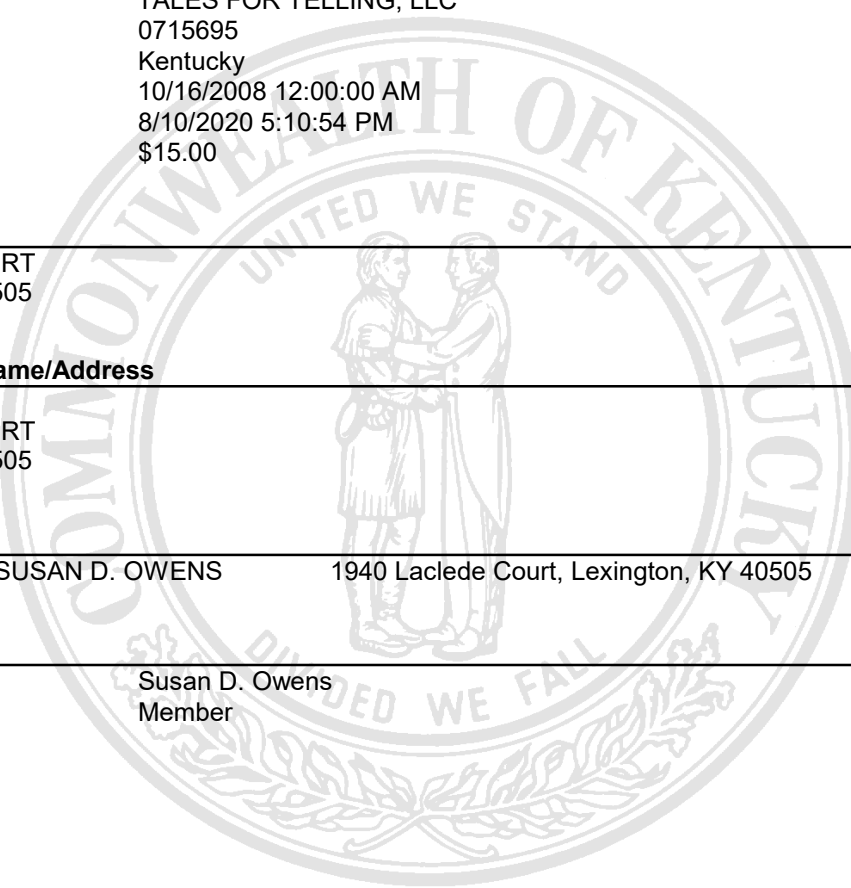 TALES FOR TELLING, LLC
0715695
Kentucky
10/16/2008 12:00:00 AM
8/10/2020 5:10:54 PM
$15.00
COMMONWEALTH OF KENTUCKY
UNITED WE STAND
RT
505
ame/Address
RT
505
SUSAN D. OWENS 1940 Laclede Court, Lexington, KY 40505
DIVIDED WE FALL
Susan D. Owens
Member